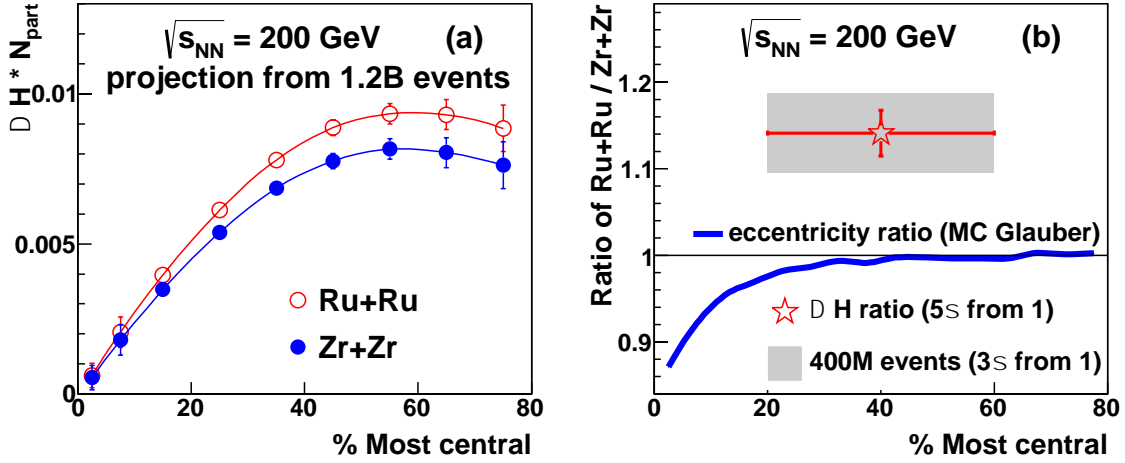 √sNN = 200 GeV (a)
projection from 1.2B events
D H * Npart
0.01
0.005
0
Ru+Ru
Zr+Zr
0 20 40 60 80
% Most central
√sNN = 200 GeV (b)
Ratio of Ru+Ru / Zr+Zr
1.2
1.1
1
0.9
eccentricity ratio (MC Glauber)
D H ratio (5s from 1)
400M events (3s from 1)
0 20 40 60 80
% Most central